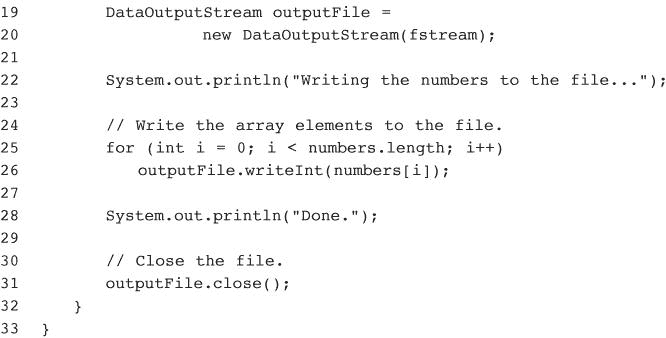 19 DataOutputStream outputFile =
20 new DataOutputStream(fstream);
21
22 System.out.println("Writing the numbers to the file...");
23
24 // Write the array elements to the file.
25 for (int i = 0; i < numbers.length; i++)
26 outputFile.writeInt(numbers[i]);
27
28 System.out.println("Done.");
29
30 // Close the file.
31 outputFile.close();
32 }
33 }